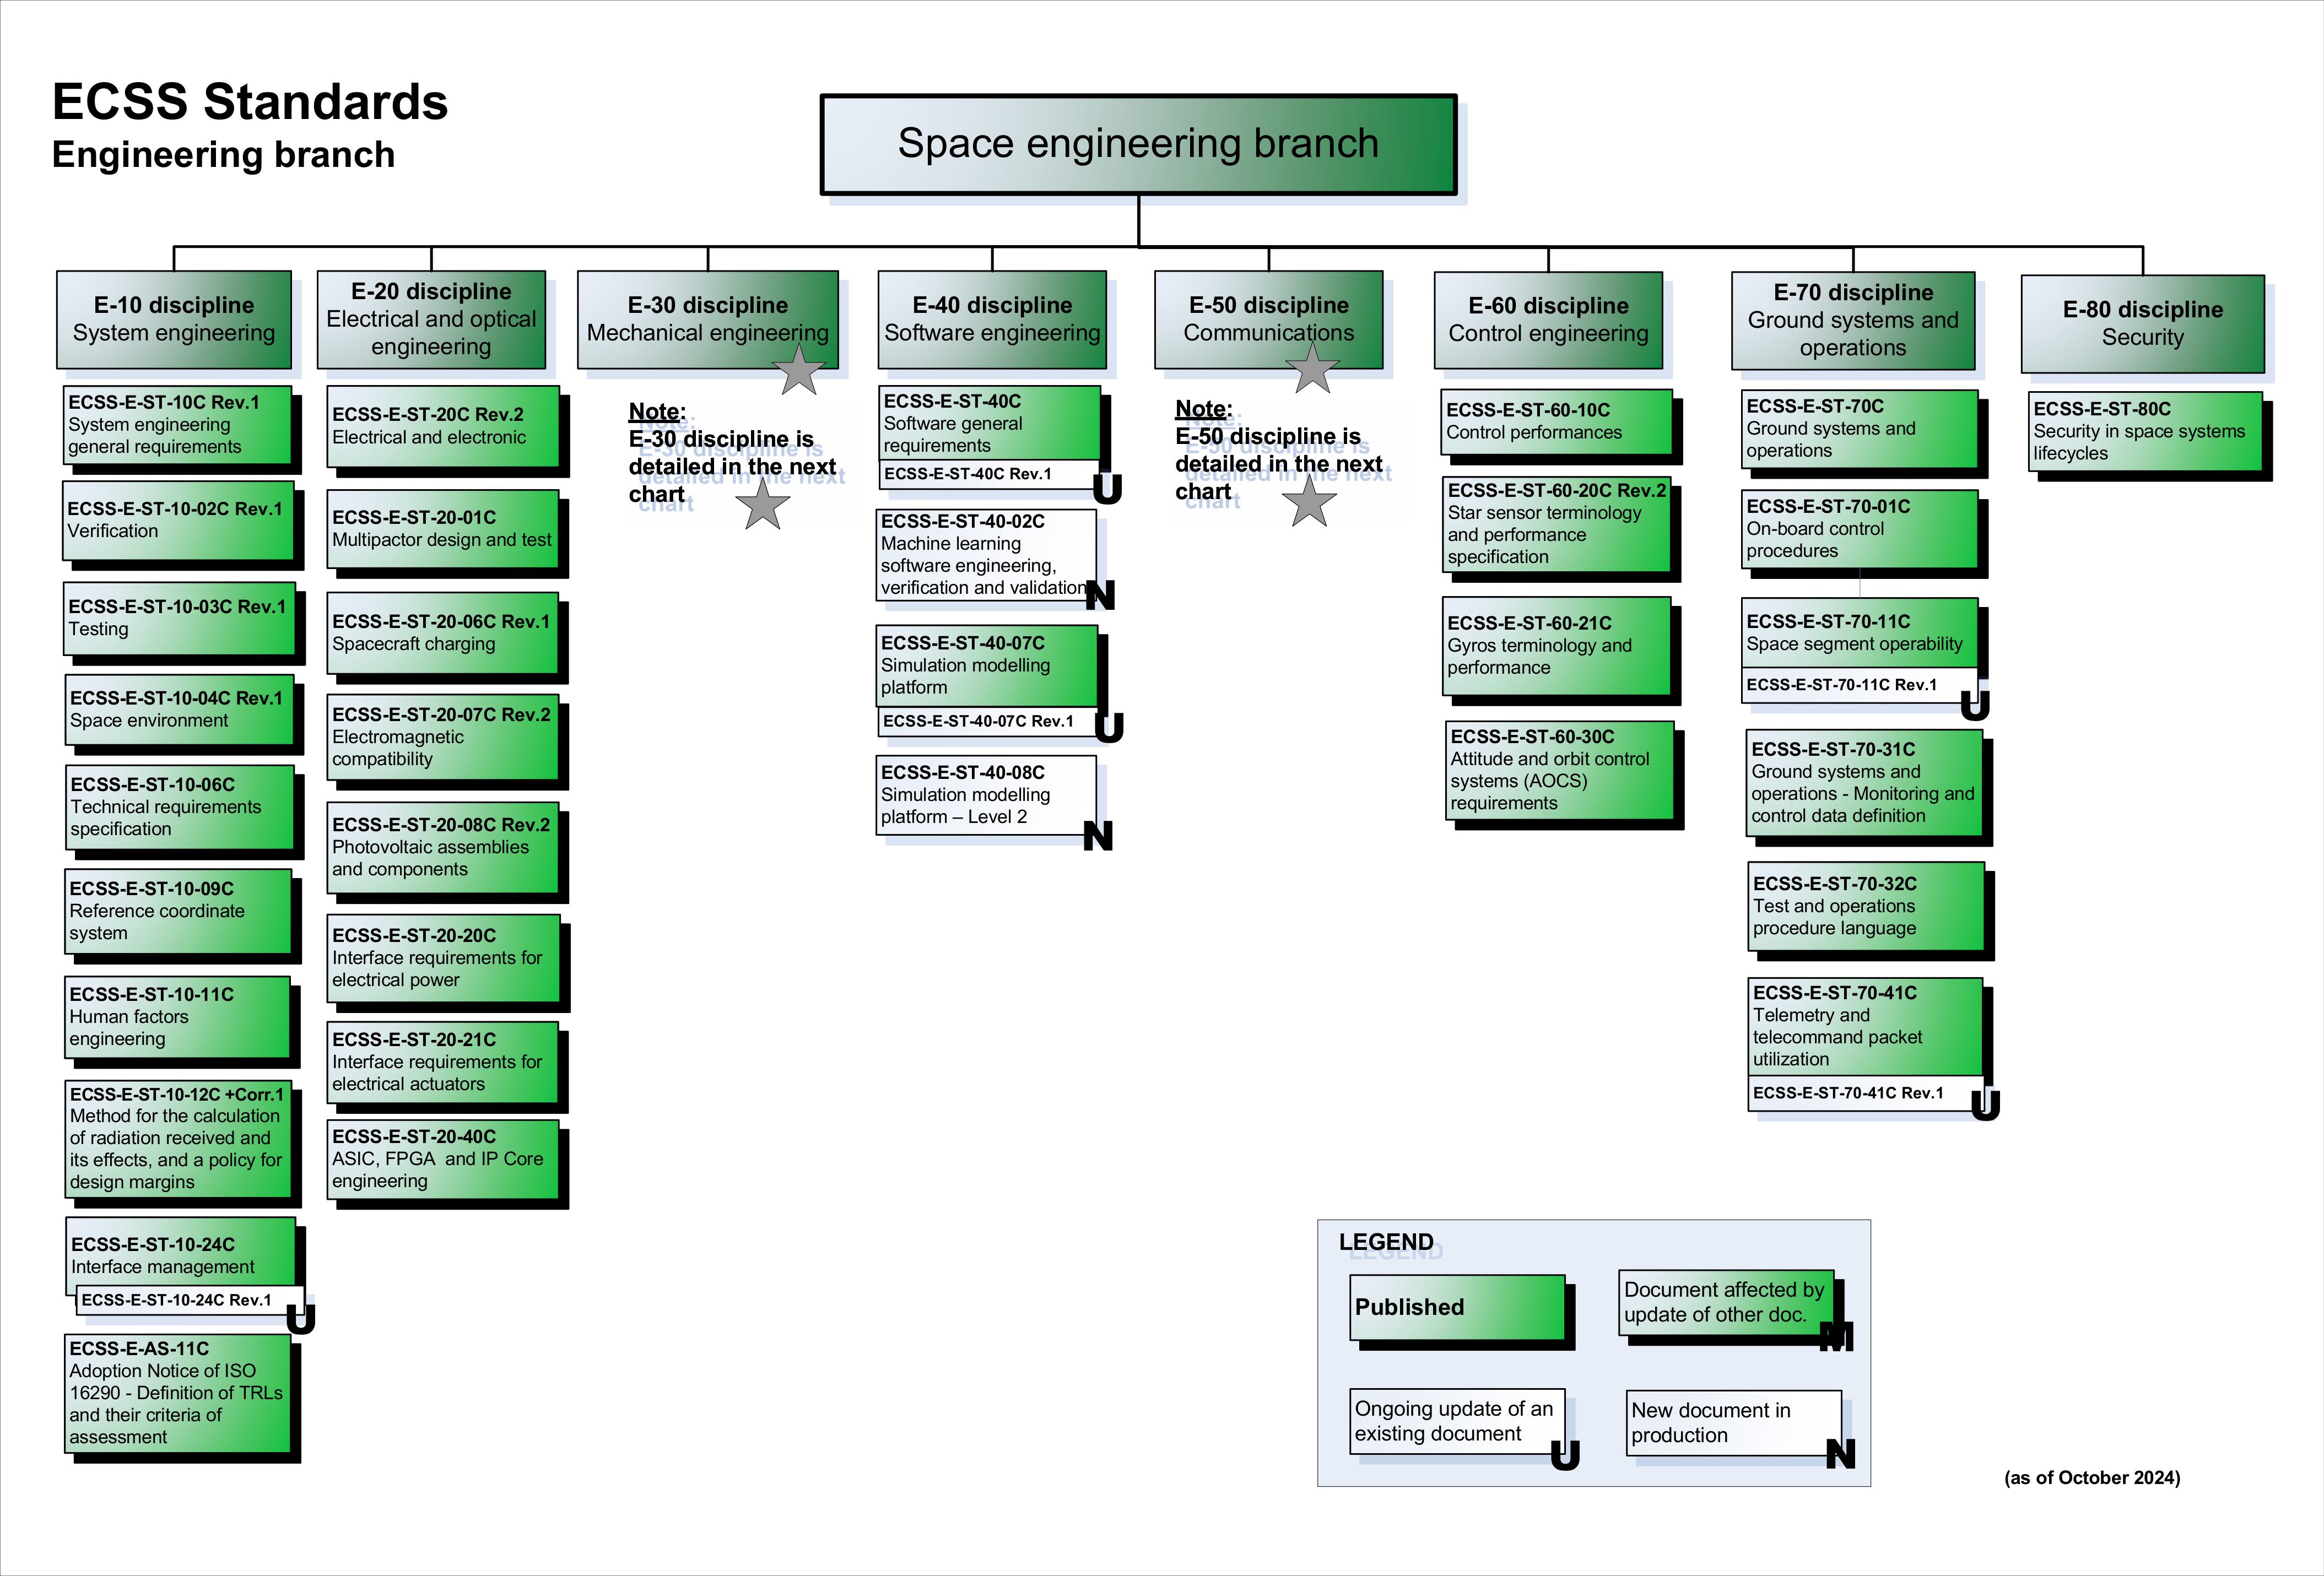 ECSS Standards
Engineering branch
Space engineering branch
E-10 discipline
System engineering
ECSS-E-ST-10C Rev.1
System engineering
general requirements
ECSS-E-ST-10-02C Rev.1
Verification
ECSS-E-ST-10-03C Rev.1
Testing
ECSS-E-ST-10-04C Rev.1
Space environment
ECSS-E-ST-10-06C
Technical requirements
specification
ECSS-E-ST-10-09C
Reference coordinate
system
ECSS-E-ST-10-11C
Human factors
engineering
ECSS-E-ST-10-12C +Corr.1
Method for the calculation
of radiation received and
its effects, and a policy for
design margins
ECSS-E-ST-10-24C
Interface management
ECSS-E-ST-10-24C Rev.1
U
ECSS-E-AS-11C
Adoption Notice of ISO
16290 - Definition of TRLs
and their criteria of
assessment
E-20 discipline
Electrical and optical
engineering
ECSS-E-ST-20C Rev.2
Electrical and electronic
ECSS-E-ST-20-01C
Multipactor design and test
ECSS-E-ST-20-06C Rev.1
Spacecraft charging
ECSS-E-ST-20-07C Rev.2
Electromagnetic
compatibility
ECSS-E-ST-20-08C Rev.2
Photovoltaic assemblies
and components
ECSS-E-ST-20-20C
Interface requirements for
electrical power
ECSS-E-ST-20-21C
Interface requirements for
electrical actuators
ECSS-E-ST-20-40C
ASIC, FPGA  and IP Core
engineering
E-30 discipline
Mechanical engineering
Note:
E-30 discipline is
detailed in the next
chart
E-40 discipline
Software engineering
ECSS-E-ST-40C
Software general
requirements
ECSS-E-ST-40C Rev.1
U
ECSS-E-ST-40-02C
Machine learning
software engineering,
verification and validation
N
ECSS-E-ST-40-07C
Simulation modelling
platform
ECSS-E-ST-40-07C Rev.1
U
ECSS-E-ST-40-08C
Simulation modelling
platform – Level 2
N
E-50 discipline
Communications
Note:
E-50 discipline is
detailed in the next
chart
E-60 discipline
Control engineering
ECSS-E-ST-60-10C
Control performances
ECSS-E-ST-60-20C Rev.2
Star sensor terminology
and performance
specification
ECSS-E-ST-60-21C
Gyros terminology and
performance
ECSS-E-ST-60-30C
Attitude and orbit control
systems (AOCS)
requirements
E-70 discipline
Ground systems and
operations
ECSS-E-ST-70C
Ground systems and
operations
ECSS-E-ST-70-01C
On-board control
procedures
ECSS-E-ST-70-11C
Space segment operability
ECSS-E-ST-70-11C Rev.1
U
ECSS-E-ST-70-31C
Ground systems and
operations - Monitoring and
control data definition
ECSS-E-ST-70-32C
Test and operations
procedure language
ECSS-E-ST-70-41C
Telemetry and
telecommand packet
utilization
ECSS-E-ST-70-41C Rev.1
U
E-80 discipline
Security
ECSS-E-ST-80C
Security in space systems
lifecycles
LEGEND
Published
Document affected by
update of other doc.
M
Ongoing update of an
existing document
U
New document in
production
N
(as of October 2024)